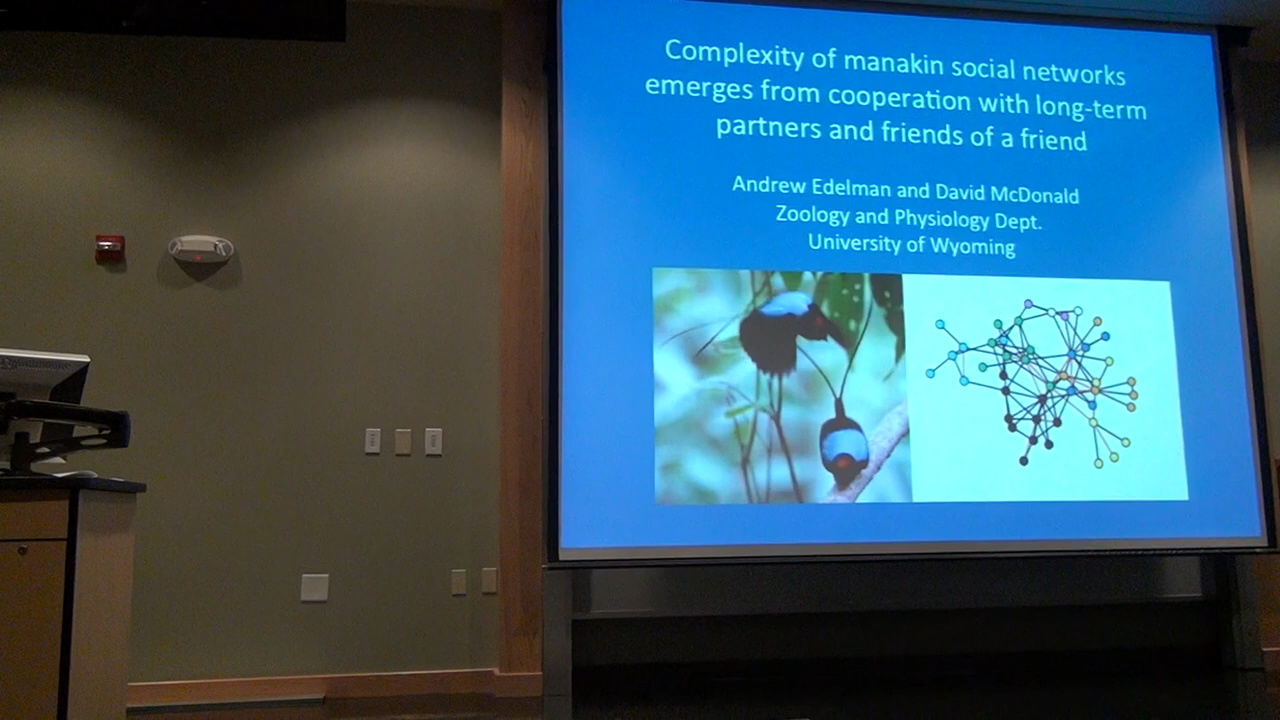 Complexity of manakin social networks
emerges from cooperation with long-term
partners and friends of a friend
Andrew Edelman and David McDonald
Zoology and Physiology Dept.
University of Wyoming